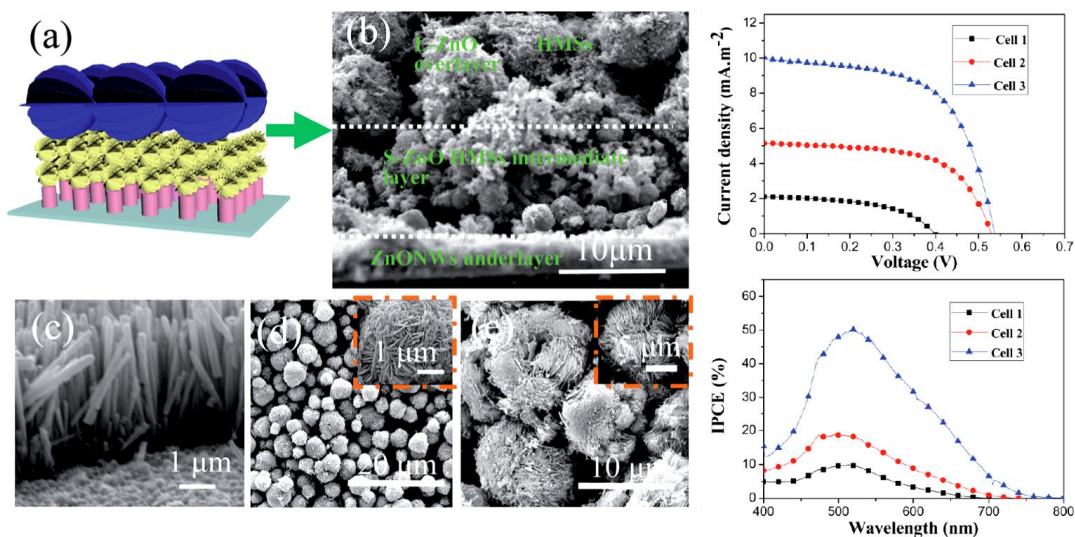 (a)
(b)
L-ZnO HMSs
overlayer
S-ZnO HMSs intermediate
layer
ZnONWs underlayer
10μm
(c)
1 μm
(d)
1 μm
20 μm
(e)
5 μm
10 μm
Current density (mA.m⁻²)
12
10
8
6
4
2
0
0.0 0.1 0.2 0.3 0.4 0.5 0.6 0.7
Voltage (V)
Cell 1
Cell 2
Cell 3
IPCE (%)
60
50
40
30
20
10
0
400 500 600 700 800
Wavelength (nm)
Cell 1
Cell 2
Cell 3